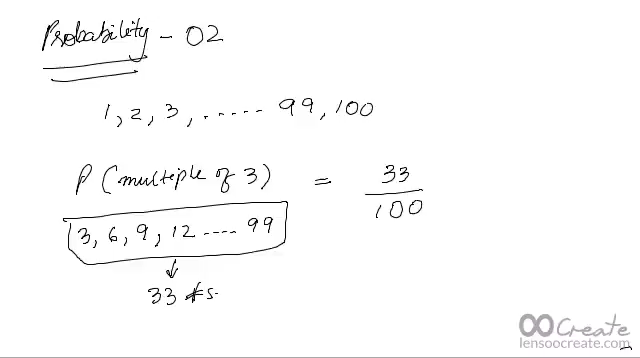 Probability - 02
1, 2, 3, ..... 99, 100
P (multiple of 3) = 33/100
3, 6, 9, 12 .... 99
33 #s.
Create
lensoocreate.com